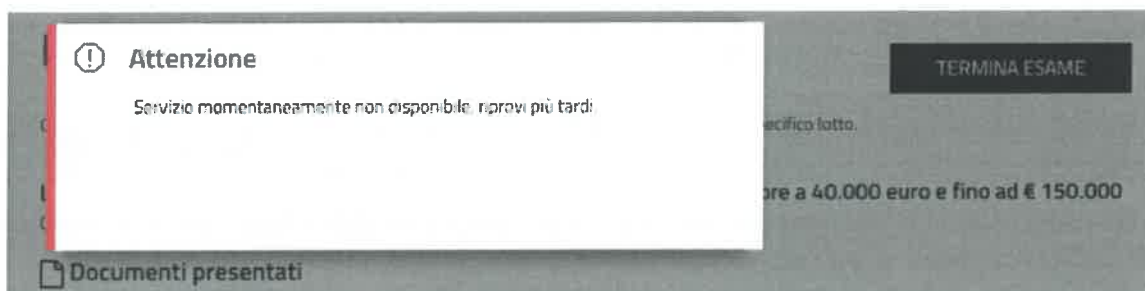 Attenzione
TERMINA ESAME
Servizio momentaneamente non disponibile, riprovi più tardi
ecifico lotto.
ore a 40.000 euro e fino ad € 150.000
Documenti presentati